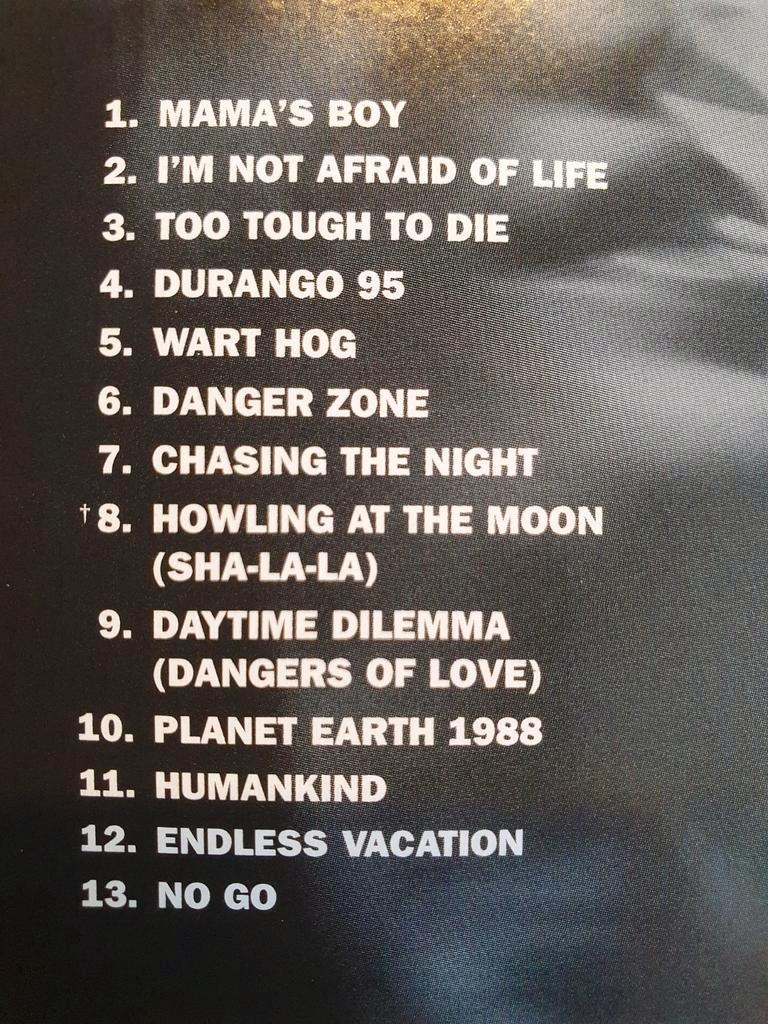 1. MAMA'S BOY
2. I'M NOT AFRAID OF LIFE
3. TOO TOUGH TO DIE
4. DURANGO 95
5. WART HOG
6. DANGER ZONE
7. CHASING THE NIGHT
†8. HOWLING AT THE MOON
(SHA-LA-LA)
9. DAYTIME DILEMMA
(DANGERS OF LOVE)
10. PLANET EARTH 1988
11. HUMANKIND
12. ENDLESS VACATION
13. NO GO